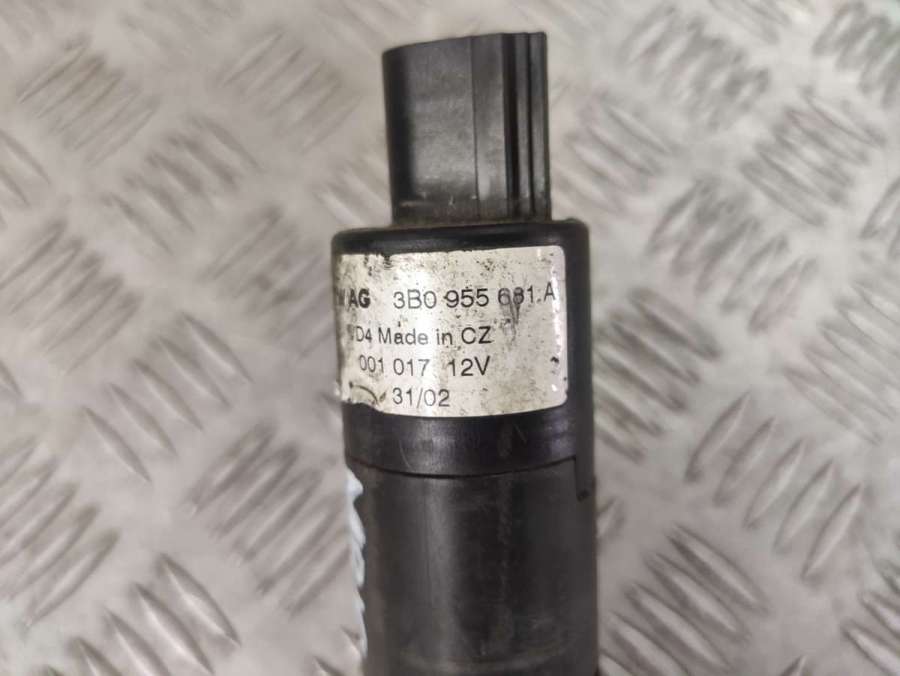 AG 3B0 955 681 A
D4 Made in CZ
001 017 12V
31/02